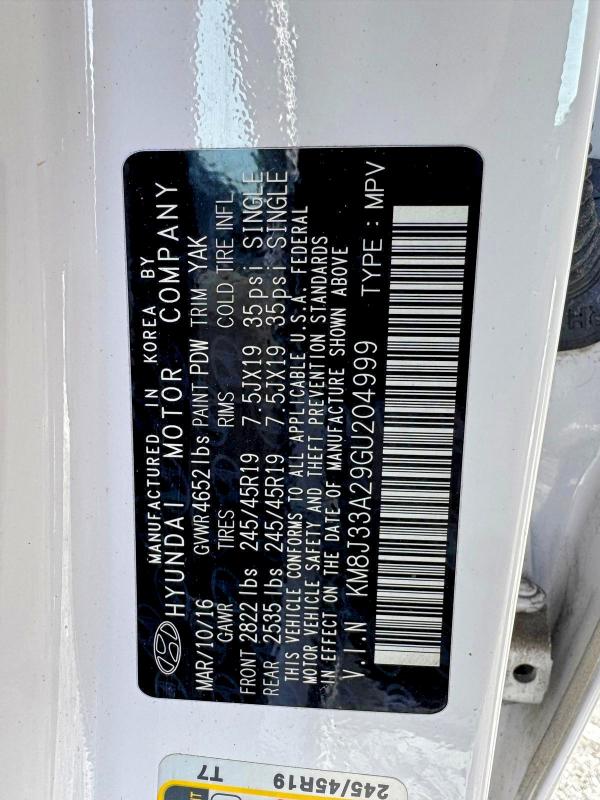 MANUFACTURED IN KOREA BY
HYUNDAI MOTOR COMPANY
MAR/10/16 GVWR4652 lbs PAINT PDW TRIM YAK
GAWR TIRES RIMS COLD TIRE INFL
FRONT 2822 lbs 245/45R19 7.5JX19 35psi SINGLE
REAR 2535 lbs 245/45R19 7.5JX19 35psi SINGLE
THIS VEHICLE CONFORMS TO ALL APPLICABLE U.S.A. FEDERAL
MOTOR VEHICLE SAFETY AND THEFT PREVENTION STANDARDS
IN EFFECT ON THE DATE OF MANUFACTURE SHOWN ABOVE
V.I.N KM8J33A29GU204999 TYPE : MPV
T7
245/45R19